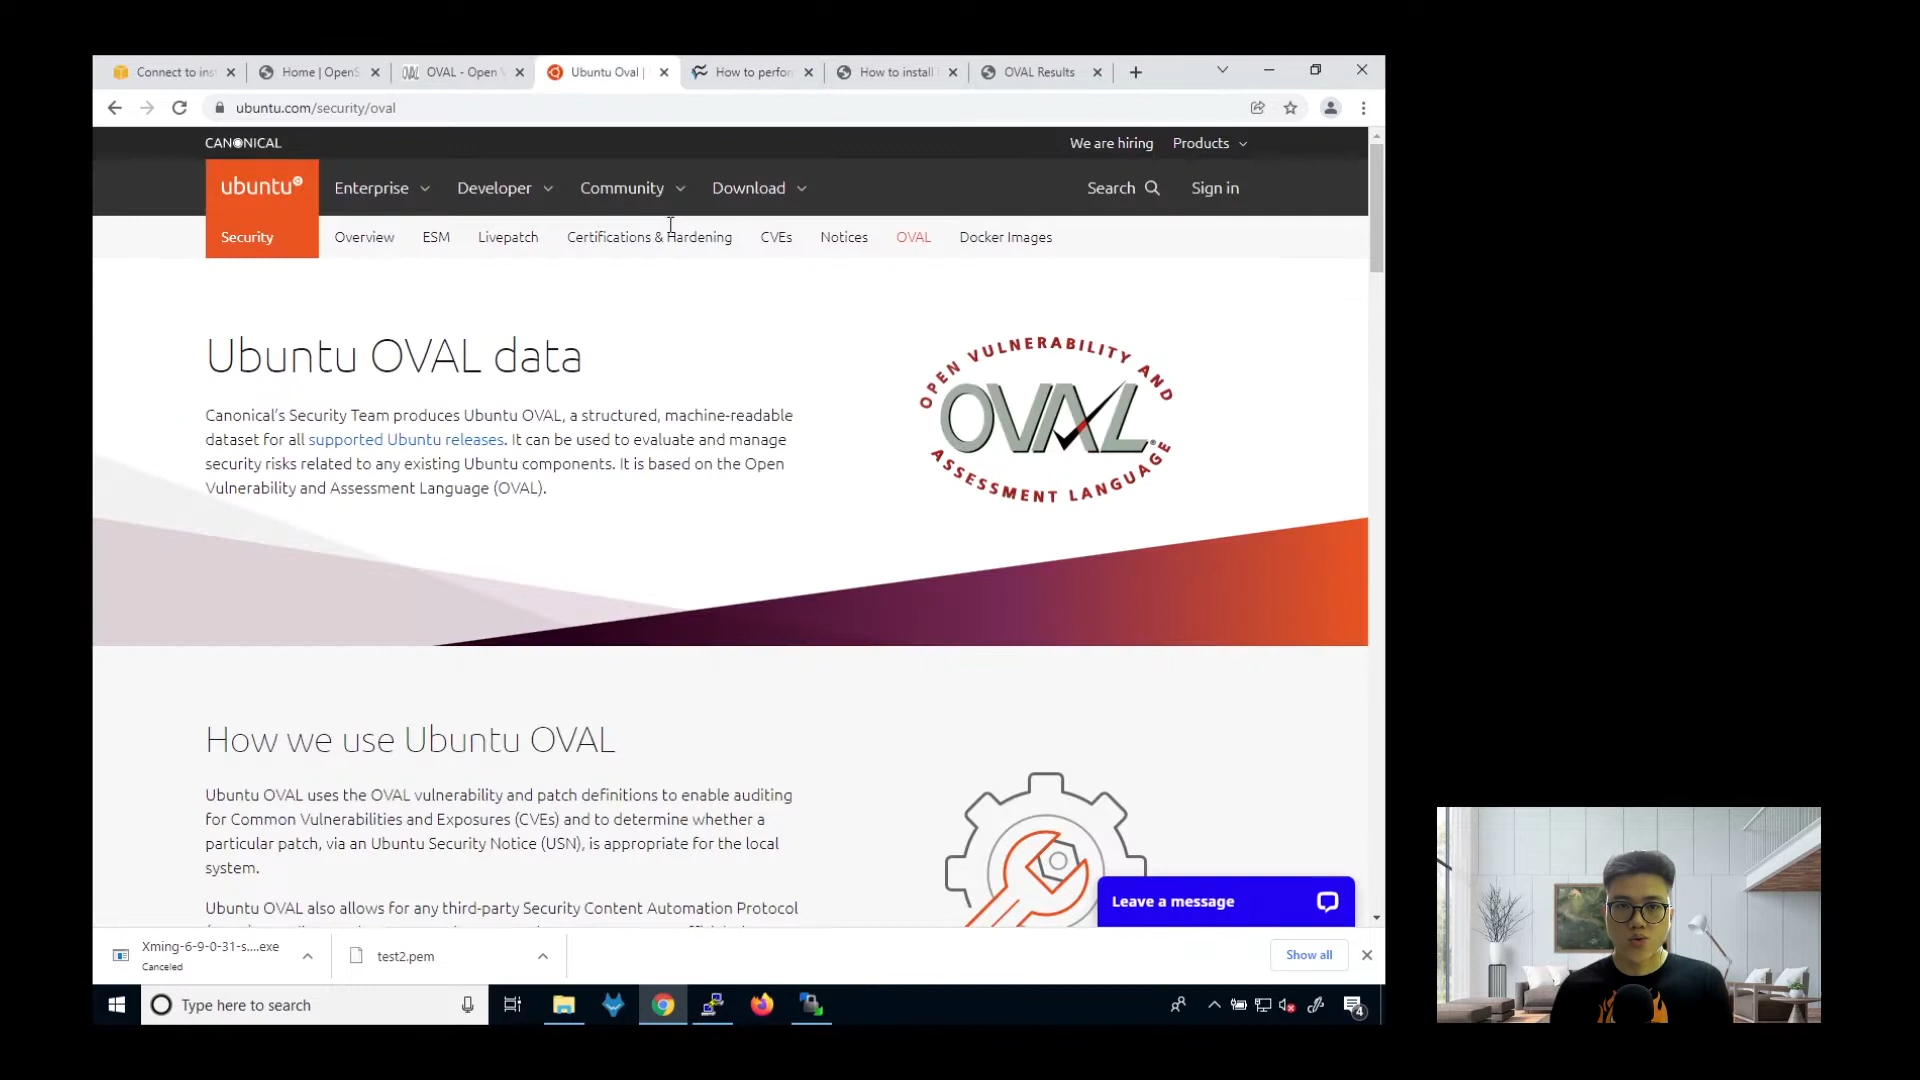 Connect to ins
Home | OpenS
OVAL - Open V
Ubuntu Oval |
How to perfor
How to install
OVAL Results
ubuntu.com/security/oval
CANONICAL
We are hiring
Products
ubuntu
Enterprise
Developer
Community
Download
Search
Sign in
Security
Overview
ESM
Livepatch
Certifications & Hardening
CVEs
Notices
OVAL
Docker Images
Ubuntu OVAL data
Canonical's Security Team produces Ubuntu OVAL, a structured, machine-readable
dataset for all supported Ubuntu releases. It can be used to evaluate and manage
security risks related to any existing Ubuntu components. It is based on the Open
Vulnerability and Assessment Language (OVAL).
OPEN VULNERABILITY AND
OVAL
ASSESSMENT LANGUAGE
How we use Ubuntu OVAL
Ubuntu OVAL uses the OVAL vulnerability and patch definitions to enable auditing
for Common Vulnerabilities and Exposures (CVEs) and to determine whether a
particular patch, via an Ubuntu Security Notice (USN), is appropriate for the local
system.
Ubuntu OVAL also allows for any third-party Security Content Automation Protocol
Leave a message
Xming-6-9-0-31-s....exe
Canceled
test2.pem
Show all
Type here to search
4